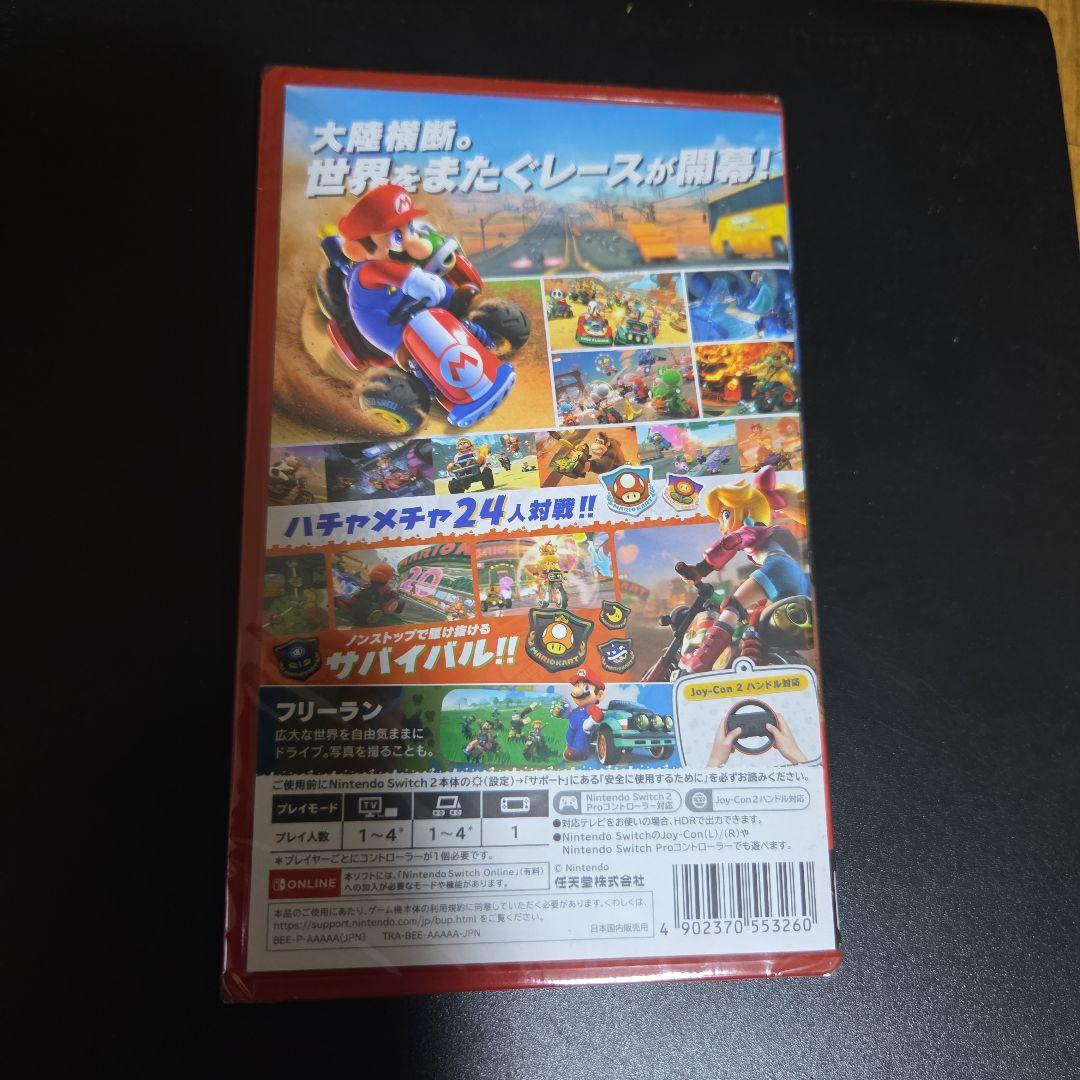 大陸横断。
世界をまたぐレースが開幕!
ハチャメチャ24人対戦!!
MARIO KART
ノンストップで駆け抜ける
サバイバル!!
MARIO KART
フリーラン
広大な世界を自由気ままに
ドライブ。写真を撮ることも。
Joy-Con 2 ハンドル対応
ご使用前にNintendo Switch 2本体の(設定)→「サポート」にある「安全に使用するために」を必ずお読みください。
プレイモード TV
プレイ人数 1~4* 1~4* 1
*プレイヤーごとにコントローラーが1個必要です。
Nintendo Switch 2
Proコントローラー対応
Joy-Con 2 ハンドル対応
●対応テレビをお使いの場合、HDRで出力できます。
●Nintendo SwitchのJoy-Con(L)/(R)や
Nintendo Switch Proコントローラーでも遊べます。
ONLINE
本ソフトには、「Nintendo Switch Online」(有料)
への加入が必要なモードや機能があります。
© Nintendo
任天堂株式会社
本品のご使用にあたり、ゲーム機本体の利用規約に同意していただく必要があります。くわしくは、
https://support.nintendo.com/jp/bup.html をご覧ください。
BEE-P-AAAAA(JPN) TRA-BEE-AAAAA-JPN
日本国内販売用
4 902370 553260